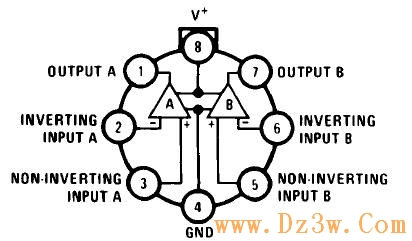 V+
8
OUTPUT A
1
7
OUTPUT B
A
B
INVERTING
INPUT A
2
-
+
+
-
6
INVERTING
INPUT B
NON-INVERTING
INPUT A
3
5
NON-INVERTING
INPUT B
4
GND
www.Dz3w.Com